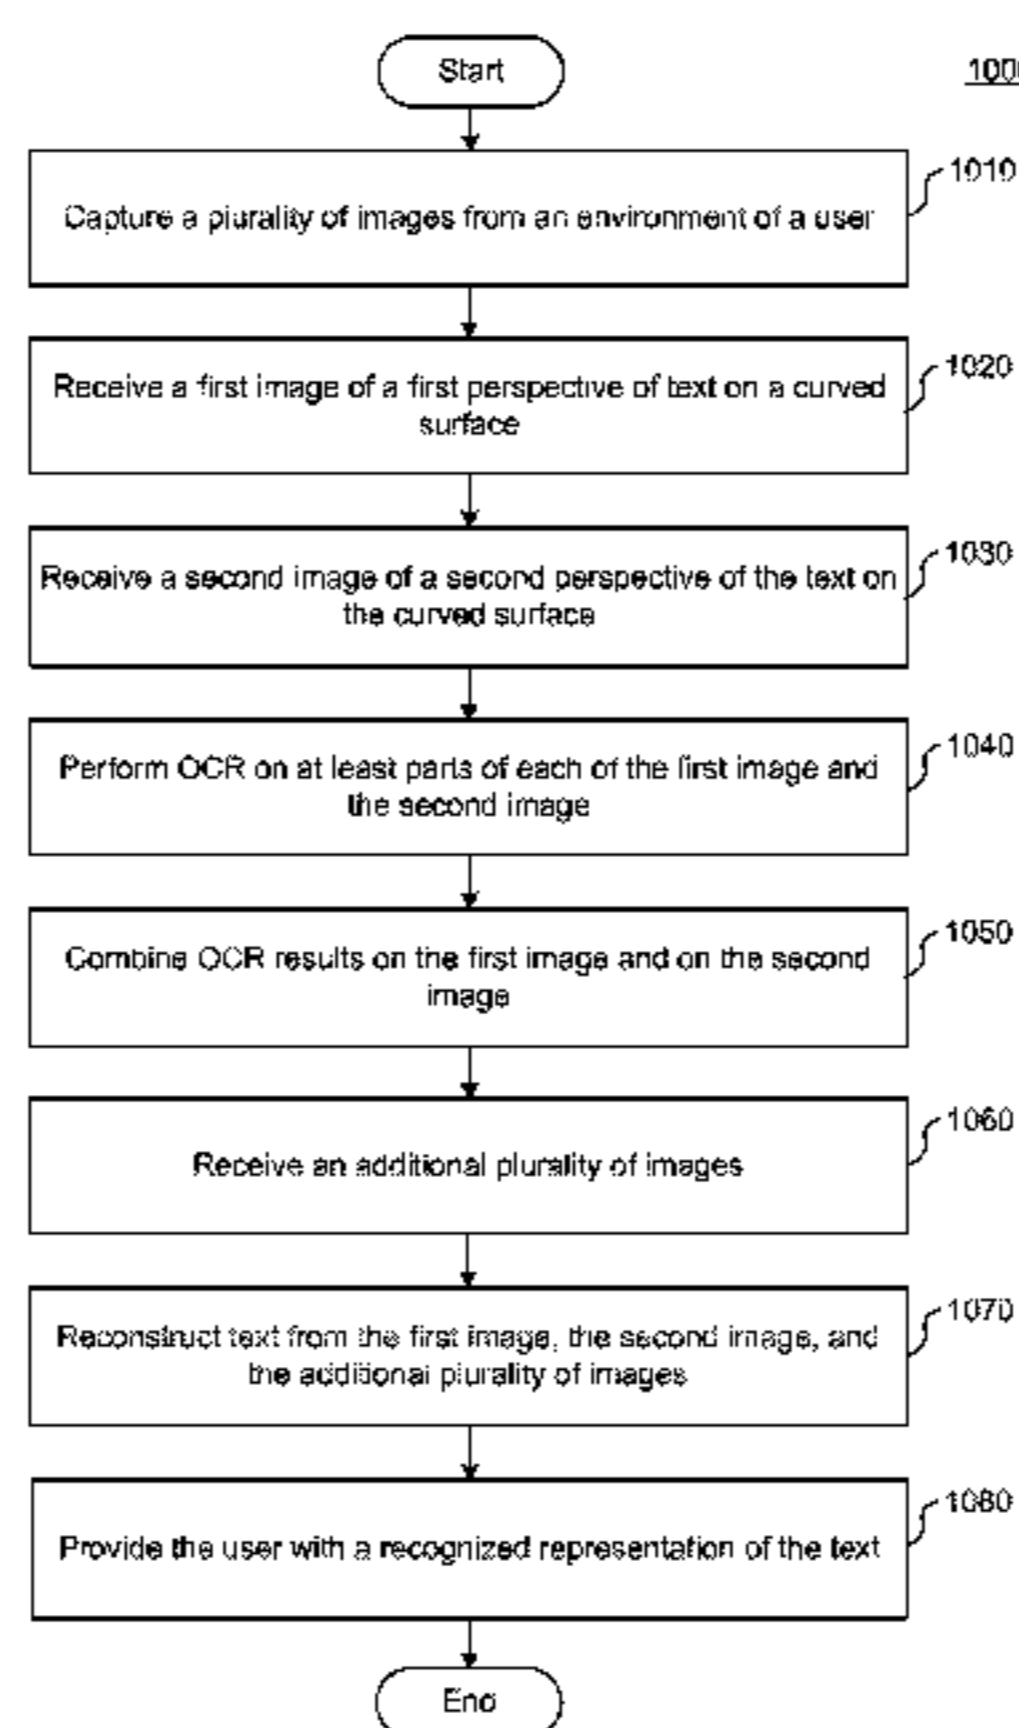 Start
1000
1010
Capture a plurality of images from an environment of a user
1020
Receive a first image of a first perspective of text on a curved
surface
1030
Receive a second image of a second perspective of the text on
the curved surface
1040
Perform OCR on at least parts of each of the first image and
the second image
1050
Combine OCR results on the first image and on the second
image
1060
Receive an additional plurality of images
1070
Reconstruct text from the first image, the second image, and
the additional plurality of images
1080
Provide the user with a recognized representation of the text
End